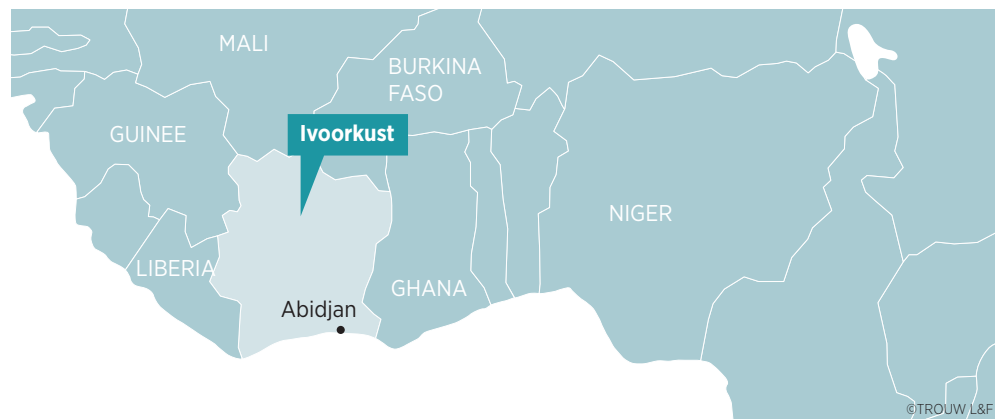 MALI
BURKINA
FASO
GUINEE
Ivoorkust
NIGER
LIBERIA
GHANA
Abidjan
©TROUW L&F